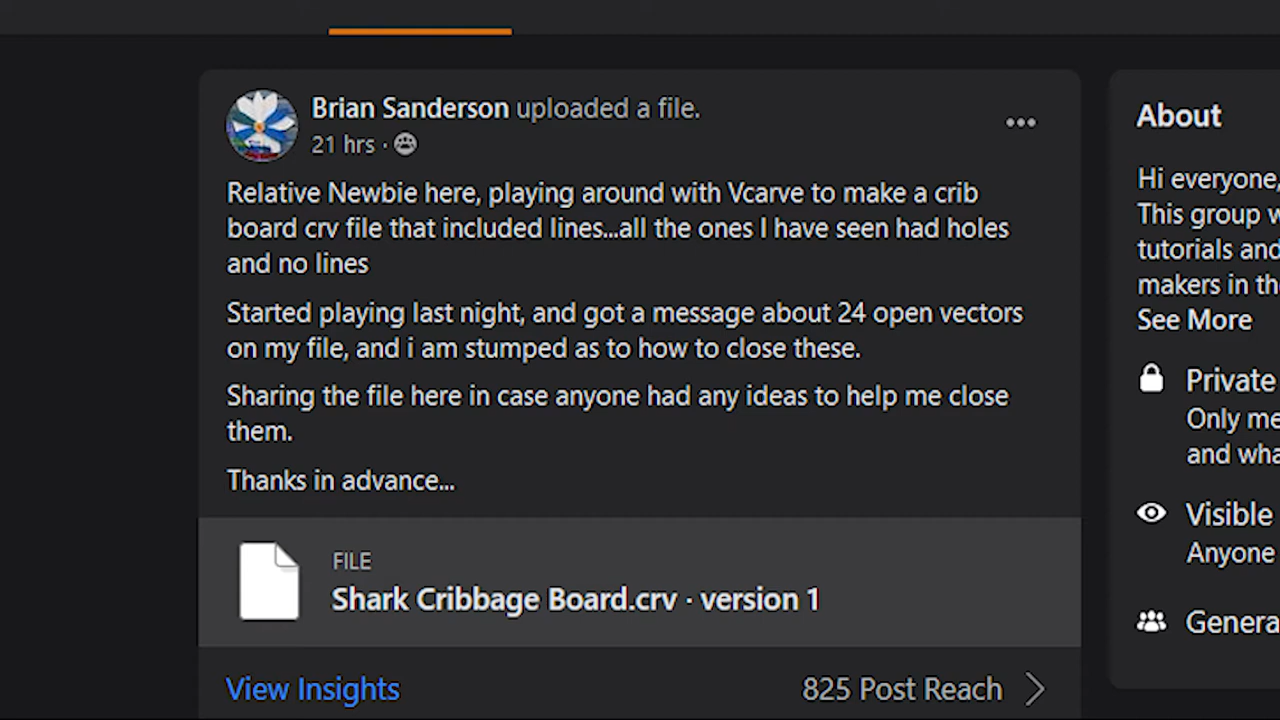 Brian Sanderson uploaded a file.
21 hrs ·
Relative Newbie here, playing around with Vcarve to make a crib
board crv file that included lines...all the ones I have seen had holes
and no lines
Started playing last night, and got a message about 24 open vectors
on my file, and i am stumped as to how to close these.
Sharing the file here in case anyone had any ideas to help me close
them.
Thanks in advance...
FILE
Shark Cribbage Board.crv · version 1
View Insights
825 Post Reach
About
Hi everyone,
This group w
tutorials and
makers in th
See More
Private
Only me
and wha
Visible
Anyone
Genera